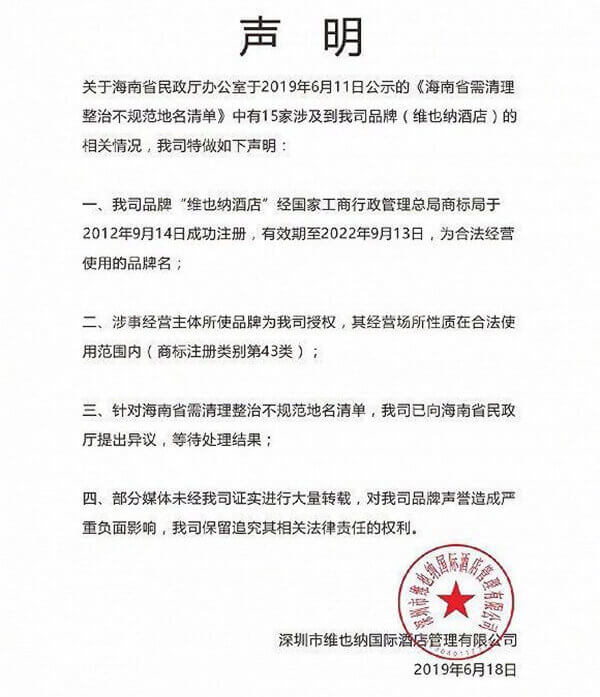 声 明
关于海南省民政厅办公室于2019年6月11日公示的《海南省需清理
整治不规范地名清单》中有15家涉及到我司品牌（维也纳酒店）的
相关情况，我司特做如下声明：
一、我司品牌“维也纳酒店”经国家工商行政管理总局商标局于
2012年9月14日成功注册，有效期至2022年9月13日，为合法经营
使用的品牌名；
二、涉事经营主体所使品牌为我司授权，其经营场所性质在合法使
用范围内（商标注册类别第43类）；
三、针对海南省需清理整治不规范地名清单，我司已向海南省民政
厅提出异议，等待处理结果；
四、部分媒体未经我司证实进行大量转载，对我司品牌声誉造成严
重负面影响，我司保留追究其相关法律责任的权利。
深圳市维也纳国际酒店管理有限公司
深圳市维也纳国际酒店管理有限公司
2019年6月18日